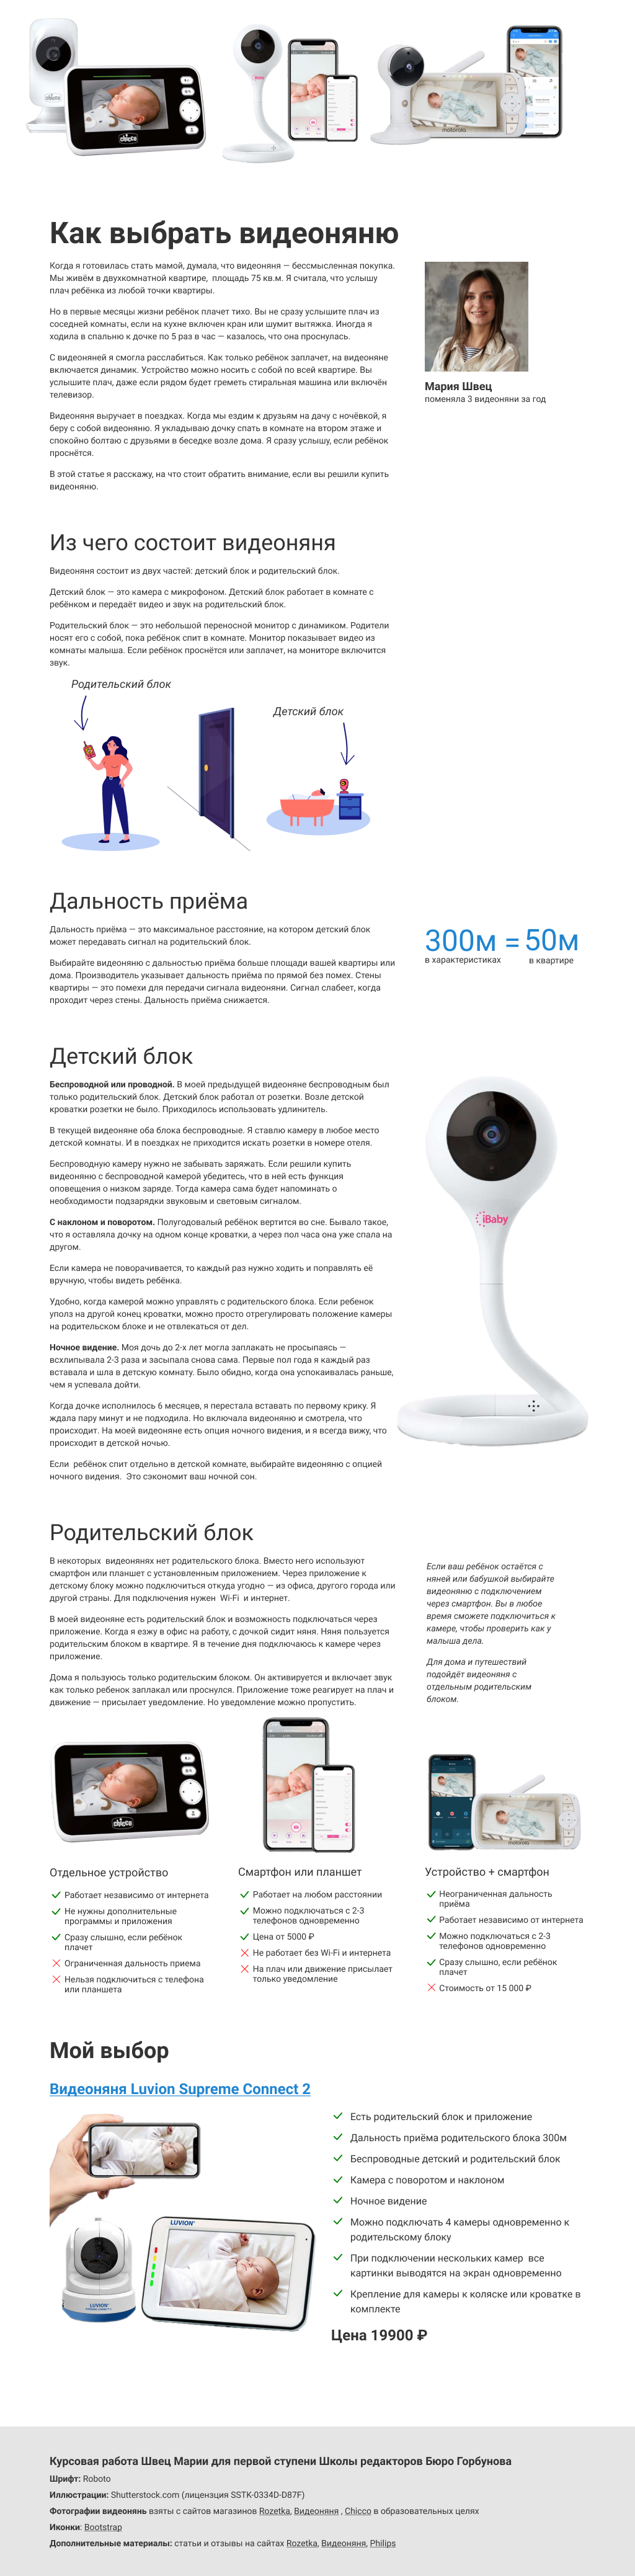 chicco
chicco
iBaby
motorola
Как выбрать видеоняню
Когда я готовилась стать мамой, думала, что видеоняня — бессмысленная покупка.
Мы живём в двухкомнатной квартире, площадь 75 кв.м. Я считала, что услышу
плач ребёнка из любой точки квартиры.
Но в первые месяцы жизни ребёнок плачет тихо. Вы не сразу услышите плач из
соседней комнаты, если на кухне включен кран или шумит вытяжка. Иногда я
ходила в спальню к дочке по 5 раз в час — казалось, что она проснулась.
С видеоняней я смогла расслабиться. Как только ребёнок заплачет, на видеоняне
включается динамик. Устройство можно носить с собой по всей квартире. Вы
услышите плач, даже если рядом будет греметь стиральная машина или включён
телевизор.
Видеоняня выручает в поездках. Когда мы ездим к друзьям на дачу с ночёвкой, я
беру с собой видеоняню. Я укладываю дочку спать в комнате на втором этаже и
спокойно болтаю с друзьями в беседке возле дома. Я сразу услышу, если ребёнок
проснётся.
В этой статье я расскажу, на что стоит обратить внимание, если вы решили купить
видеоняню.
Мария Швец
поменяла 3 видеоняни за год
Из чего состоит видеоняня
Видеоняня состоит из двух частей: детский блок и родительский блок.
Детский блок — это камера с микрофоном. Детский блок работает в комнате с
ребёнком и передаёт видео и звук на родительский блок.
Родительский блок — это небольшой переносной монитор с динамиком. Родители
носят его с собой, пока ребёнок спит в комнате. Монитор показывает видео из
комнаты малыша. Если ребёнок проснётся или заплачет, на мониторе включится
звук.
Родительский блок
Детский блок
Дальность приёма
Дальность приёма — это максимальное расстояние, на котором детский блок
может передавать сигнал на родительский блок.
Выбирайте видеоняню с дальностью приёма больше площади вашей квартиры или
дома. Производитель указывает дальность приёма по прямой без помех. Стены
квартиры — это помехи для передачи сигнала видеоняни. Сигнал слабеет, когда
проходит через стены. Дальность приёма снижается.
300м = 50м
в характеристиках в квартире
Детский блок
Беспроводной или проводной. В моей предыдущей видеоняне беспроводным был
только родительский блок. Детский блок работал от розетки. Возле детской
кроватки розетки не было. Приходилось использовать удлинитель.
В текущей видеоняне оба блока беспроводные. Я ставлю камеру в любое место
детской комнаты. И в поездках не приходится искать розетки в номере отеля.
Беспроводную камеру нужно не забывать заряжать. Если решили купить
видеоняню с беспроводной камерой убедитесь, что в ней есть функция
оповещения о низком заряде. Тогда камера сама будет напоминать о
необходимости подзарядки звуковым и световым сигналом.
С наклоном и поворотом. Полугодовалый ребёнок вертится во сне. Бывало такое,
что я оставляла дочку на одном конце кроватки, а через пол часа она уже спала на
другом.
Если камера не поворачивается, то каждый раз нужно ходить и поправлять её
вручную, чтобы видеть ребёнка.
Удобно, когда камерой можно управлять с родительского блока. Если ребенок
уполз на другой конец кроватки, можно просто отрегулировать положение камеры
на родительском блоке и не отвлекаться от дел.
Ночное видение. Моя дочь до 2-х лет могла заплакать не просыпаясь —
всхлипывала 2-3 раза и засыпала снова сама. Первые пол года я каждый раз
вставала и шла в детскую комнату. Было обидно, когда она успокаивалась раньше,
чем я успевала дойти.
Когда дочке исполнилось 6 месяцев, я перестала вставать по первому крику. Я
ждала пару минут и не подходила. Но включала видеоняню и смотрела, что
происходит. На моей видеоняне есть опция ночного видения, и я всегда вижу, что
происходит в детской ночью.
Если ребёнок спит отдельно в детской комнате, выбирайте видеоняню с опцией
ночного видения. Это сэкономит ваш ночной сон.
iBaby
Родительский блок
В некоторых видеонянях нет родительского блока. Вместо него используют
смартфон или планшет с установленным приложением. Через приложение к
детскому блоку можно подключиться откуда угодно — из офиса, другого города или
другой страны. Для подключения нужен Wi-Fi и интернет.
В моей видеоняне есть родительский блок и возможность подключаться через
приложение. Когда я езжу в офис на работу, с дочкой сидит няня. Няня пользуется
родительским блоком в квартире. Я в течение дня подключаюсь к камере через
приложение.
Дома я пользуюсь только родительским блоком. Он активируется и включает звук
как только ребенок заплакал или проснулся. Приложение тоже реагирует на плач и
движение — присылает уведомление. Но уведомление можно пропустить.
Если ваш ребёнок остаётся с
няней или бабушкой выбирайте
видеоняню с подключением
через смартфон. Вы в любое
время сможете подключиться к
камере, чтобы проверить как у
малыша дела.
Для дома и путешествий
подойдёт видеоняня с
отдельным родительским
блоком.
chicco
motorola
Отдельное устройство
Работает независимо от интернета
Не нужны дополнительные
программы и приложения
Сразу слышно, если ребёнок
плачет
Ограниченная дальность приема
Нельзя подключиться с телефона
или планшета
Смартфон или планшет
Работает на любом расстоянии
Можно подключаться с 2-3
телефонов одновременно
Цена от 5000 ₽
Не работает без Wi-Fi и интернета
На плач или движение присылает
только уведомление
Устройство + смартфон
Неограниченная дальность
приёма
Работает независимо от интернета
Можно подключаться с 2-3
телефонов одновременно
Сразу слышно, если ребёнок
плачет
Стоимость от 15 000 ₽
Мой выбор
Видеоняня Luvion Supreme Connect 2
LUVION
LUVION
Есть родительский блок и приложение
Дальность приёма родительского блока 300м
Беспроводные детский и родительский блок
Камера с поворотом и наклоном
Ночное видение
Можно подключать 4 камеры одновременно к
родительскому блоку
При подключении нескольких камер все
картинки выводятся на экран одновременно
Крепление для камеры к коляске или кроватке в
комплекте
Цена 19900 ₽
Курсовая работа Швец Марии для первой ступени Школы редакторов Бюро Горбунова
Шрифт: Roboto
Иллюстрации: Shutterstock.com (лицензция SSTK-0334D-D87F)
Фотографии видеонянь взяты с сайтов магазинов Rozetka, Видеоняня , Chicco в образовательных целях
Иконки: Bootstrap
Дополнительные материалы: статьи и отзывы на сайтах Rozetka, Видеоняня, Philips